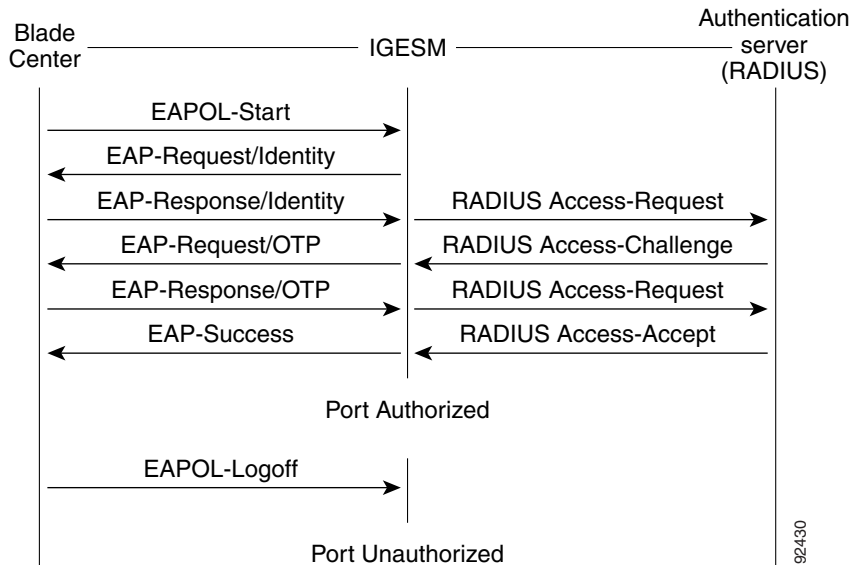 Blade
Center
IGESM
Authentication
server
(RADIUS)
EAPOL-Start
EAP-Request/Identity
EAP-Response/Identity
RADIUS Access-Request
EAP-Request/OTP
RADIUS Access-Challenge
EAP-Response/OTP
RADIUS Access-Request
EAP-Success
RADIUS Access-Accept
Port Authorized
EAPOL-Logoff
Port Unauthorized
92430